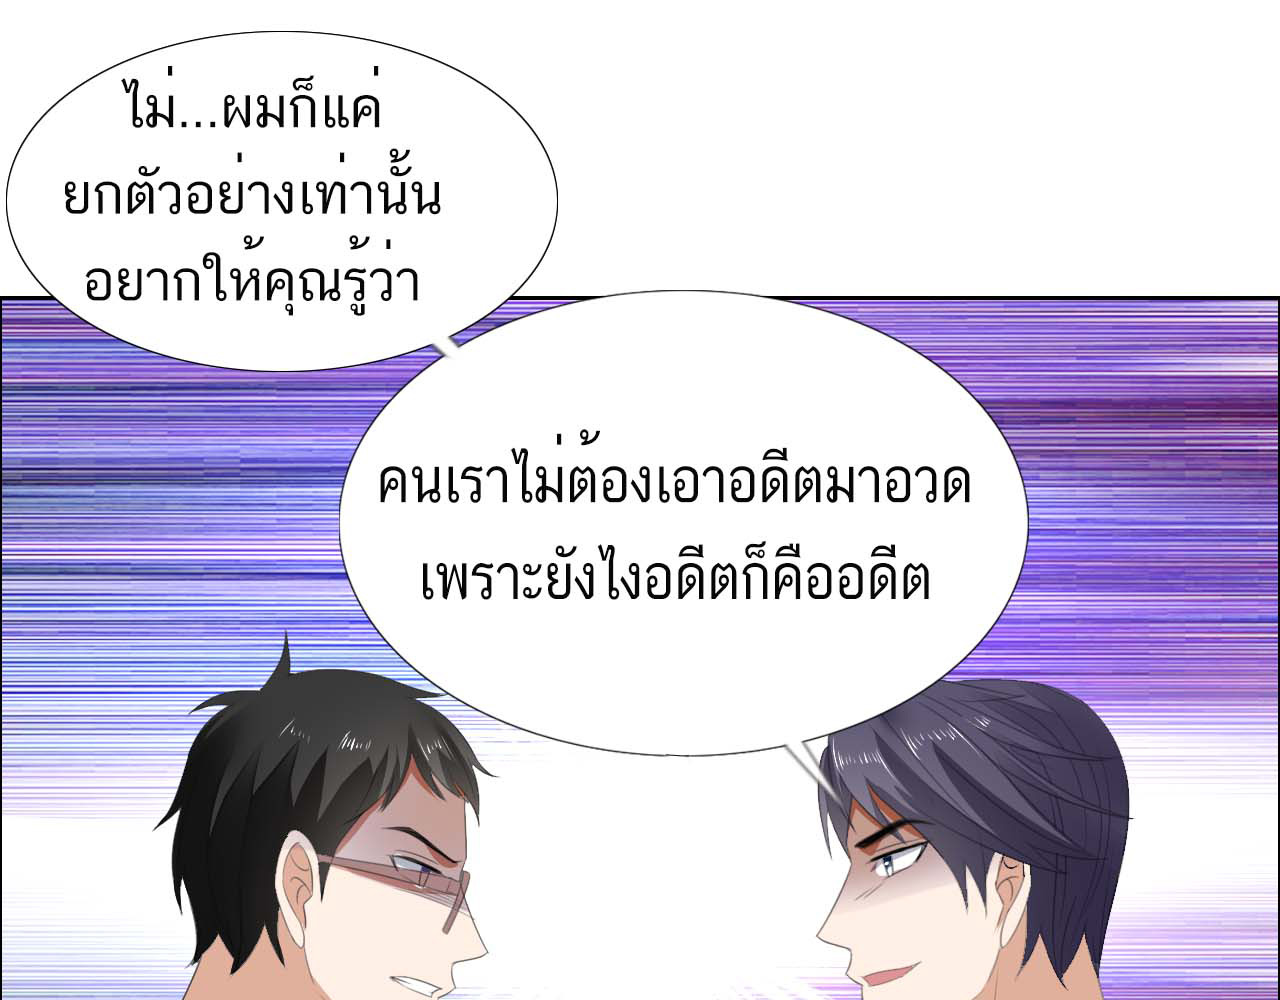 ไม่...ผมก็แค่
ยกตัวอย่างเท่านั้น
อยากให้คุณรู้ว่า
คนเราไม่ต้องเอาอดีตมาอวด
เพราะยังไงอดีตก็คืออดีต